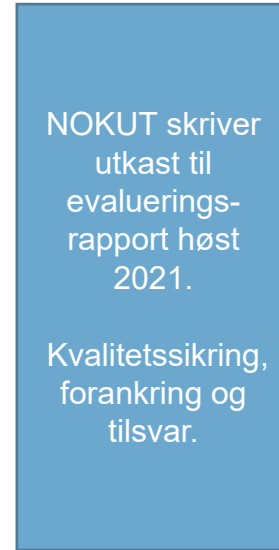 NOKUT skriver
utkast til
evaluerings-
rapport høst
2021.
Kvalitetssikring,
forankring og
tilsvar.